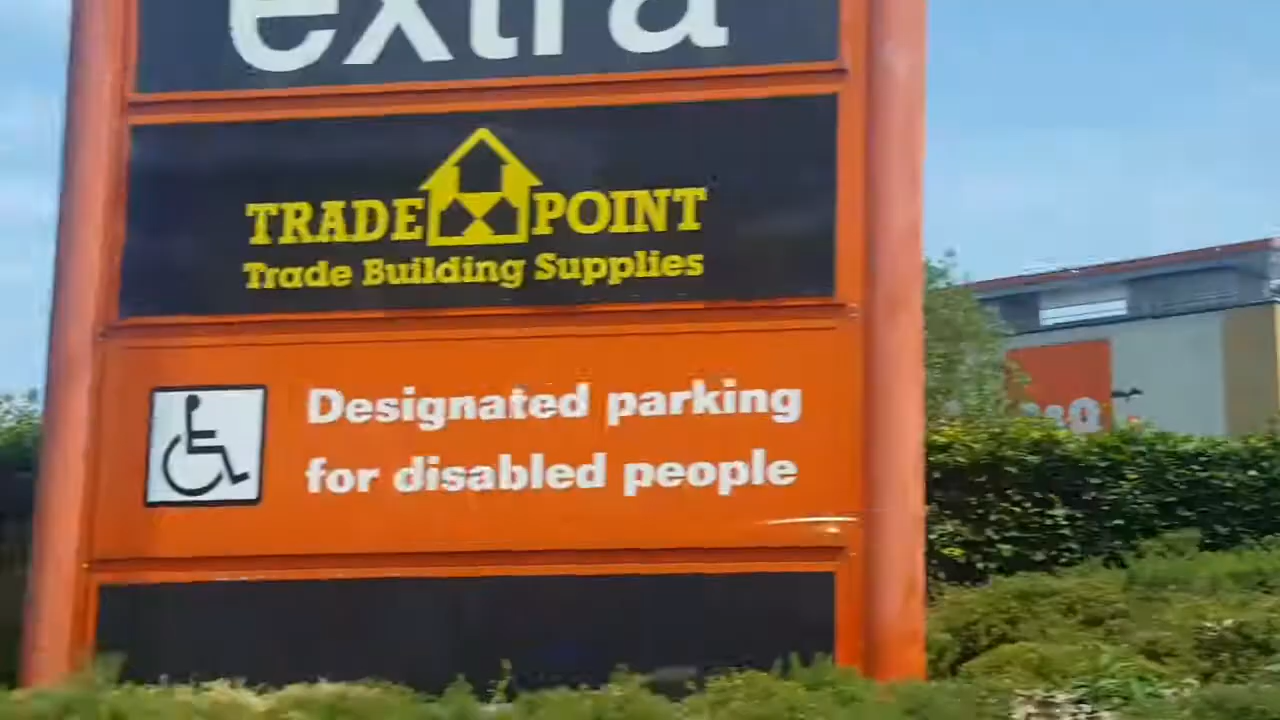 extra
TRADE POINT
Trade Building Supplies
Designated parking
for disabled people